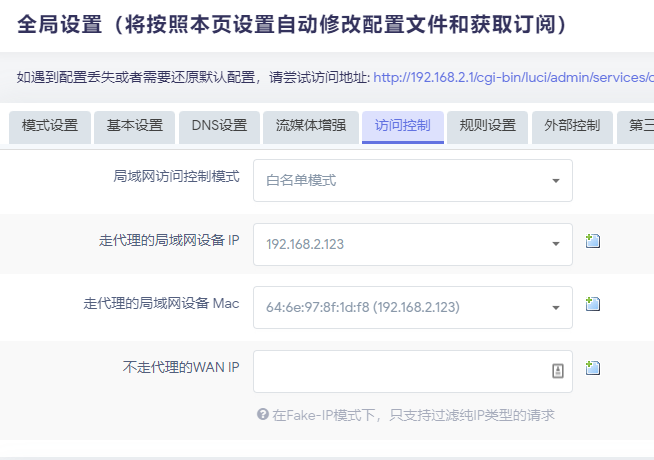 全局设置（将按照本页设置自动修改配置文件和获取订阅）
如遇到配置丢失或者需要还原默认配置，请尝试访问地址: http://192.168.2.1/cgi-bin/luci/admin/services/o
模式设置 基本设置 DNS设置 流媒体增强 访问控制 规则设置 外部控制 第三
局域网访问控制模式 白名单模式
走代理的局域网设备 IP 192.168.2.123
走代理的局域网设备 Mac 64:6e:97:8f:1d:f8 (192.168.2.123)
不走代理的WAN IP
在Fake-IP模式下，只支持过滤纯IP类型的请求